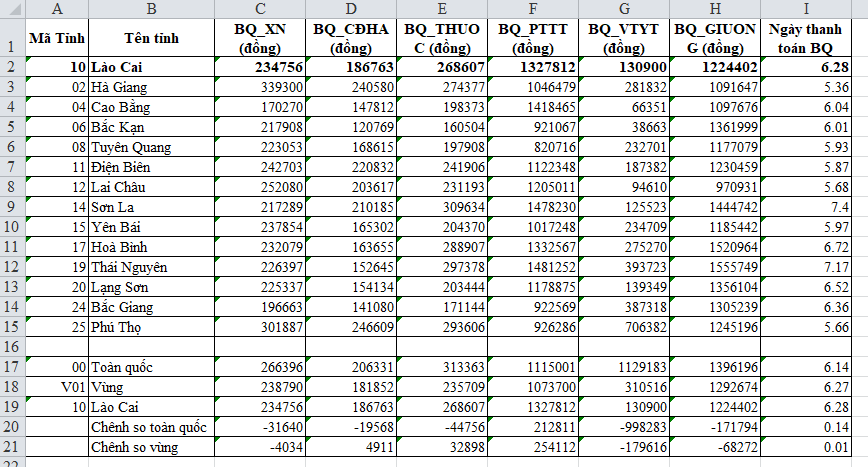 A B C D E F G H I
1 Mã Tỉnh Tên tỉnh BQ_XN (đồng) BQ_CĐHA (đồng) BQ_THUOC (đồng) BQ_PTTT (đồng) BQ_VTYT (đồng) BQ_GIUONG (đồng) Ngày thanh toán BQ
2 10 Lào Cai 234756 186763 268607 1327812 130900 1224402 6.28
3 02 Hà Giang 339300 240580 274377 1046479 281832 1091647 5.36
4 04 Cao Bằng 170270 147812 198373 1418465 66351 1097676 6.04
5 06 Bắc Kạn 217908 120769 160504 921067 38663 1361999 6.01
6 08 Tuyên Quang 223053 168615 197908 820716 232701 1177079 5.93
7 11 Điện Biên 242703 220832 241906 1122348 187382 1230459 5.87
8 12 Lai Châu 252080 203617 231193 1205011 94610 970931 5.68
9 14 Sơn La 217289 210185 309634 1478230 125523 1444742 7.4
10 15 Yên Bái 237854 165302 204370 1017248 234709 1185442 5.97
11 17 Hoà Bình 232079 163655 288907 1332567 275270 1520964 6.72
12 19 Thái Nguyên 226397 152645 297378 1481252 393723 1555749 7.17
13 20 Lạng Sơn 225337 154134 203444 1178875 139349 1356104 6.52
14 24 Bắc Giang 196663 141080 171144 922569 387318 1305239 6.36
15 25 Phú Thọ 301887 246609 293606 926286 706382 1245196 5.66
16
17 00 Toàn quốc 266396 206331 313363 1115001 1129183 1396196 6.14
18 V01 Vùng 238790 181852 235709 1073700 310516 1292674 6.27
19 10 Lào Cai 234756 186763 268607 1327812 130900 1224402 6.28
20 Chênh so toàn quốc -31640 -19568 -44756 212811 -998283 -171794 0.14
21 Chênh so vùng -4034 4911 32898 254112 -179616 -68272 0.01